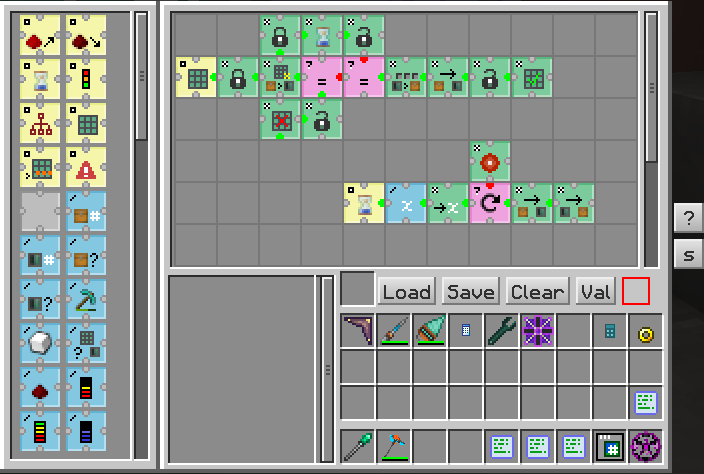 = =
x →x
#
# ?
?
?
Load Save Clear Val
?
s